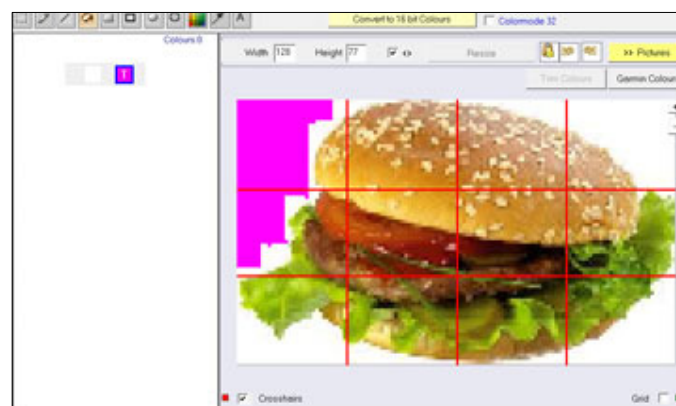 A Convert to 16 bit Colours Colormode 32
Colours:8
Width 128 Height 77 Resize >> Pictures
Trim Colours Garmin Colour
T
Crosshairs Grid